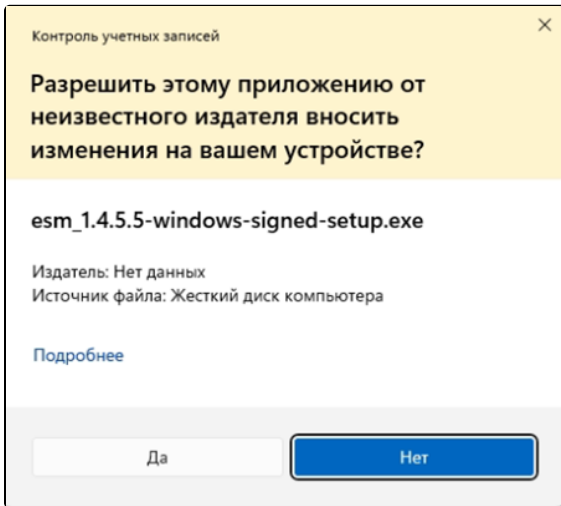 Контроль учетных записей
Разрешить этому приложению от
неизвестного издателя вносить
изменения на вашем устройстве?
esm_1.4.5.5-windows-signed-setup.exe
Издатель: Нет данных
Источник файла: Жесткий диск компьютера
Подробнее
Да
Нет